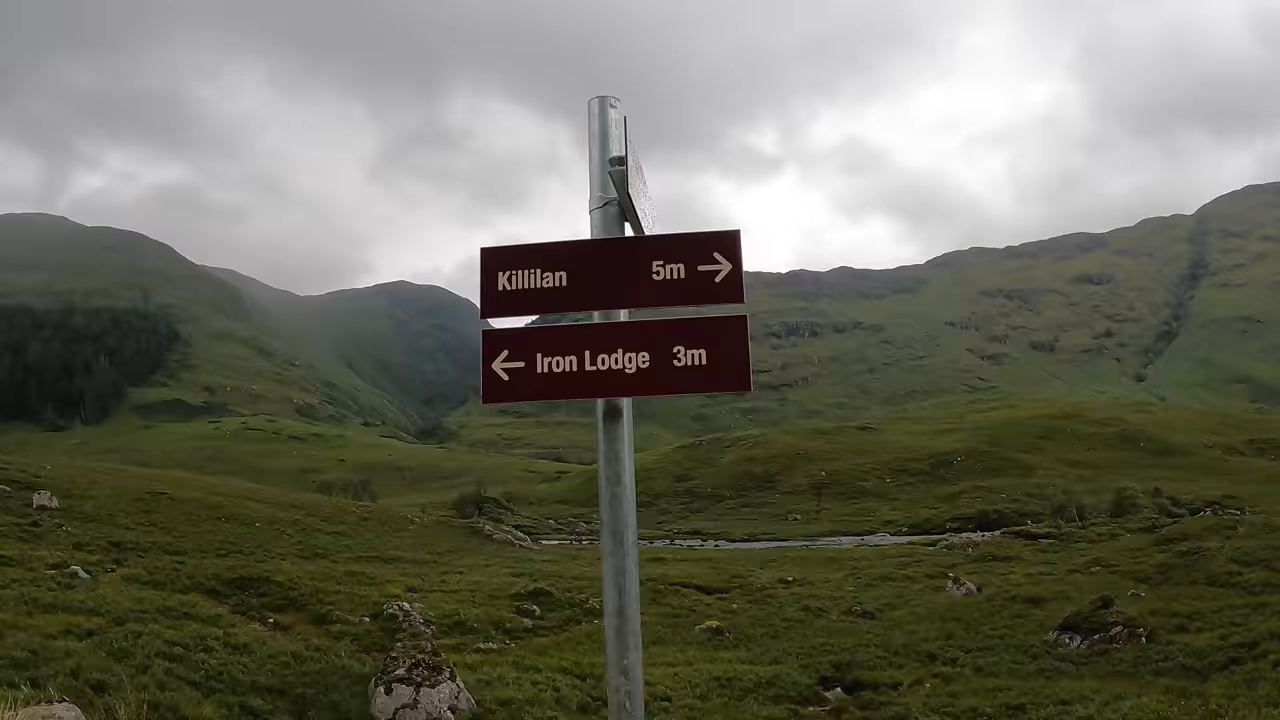 Killilan 5m →
← Iron Lodge 3m